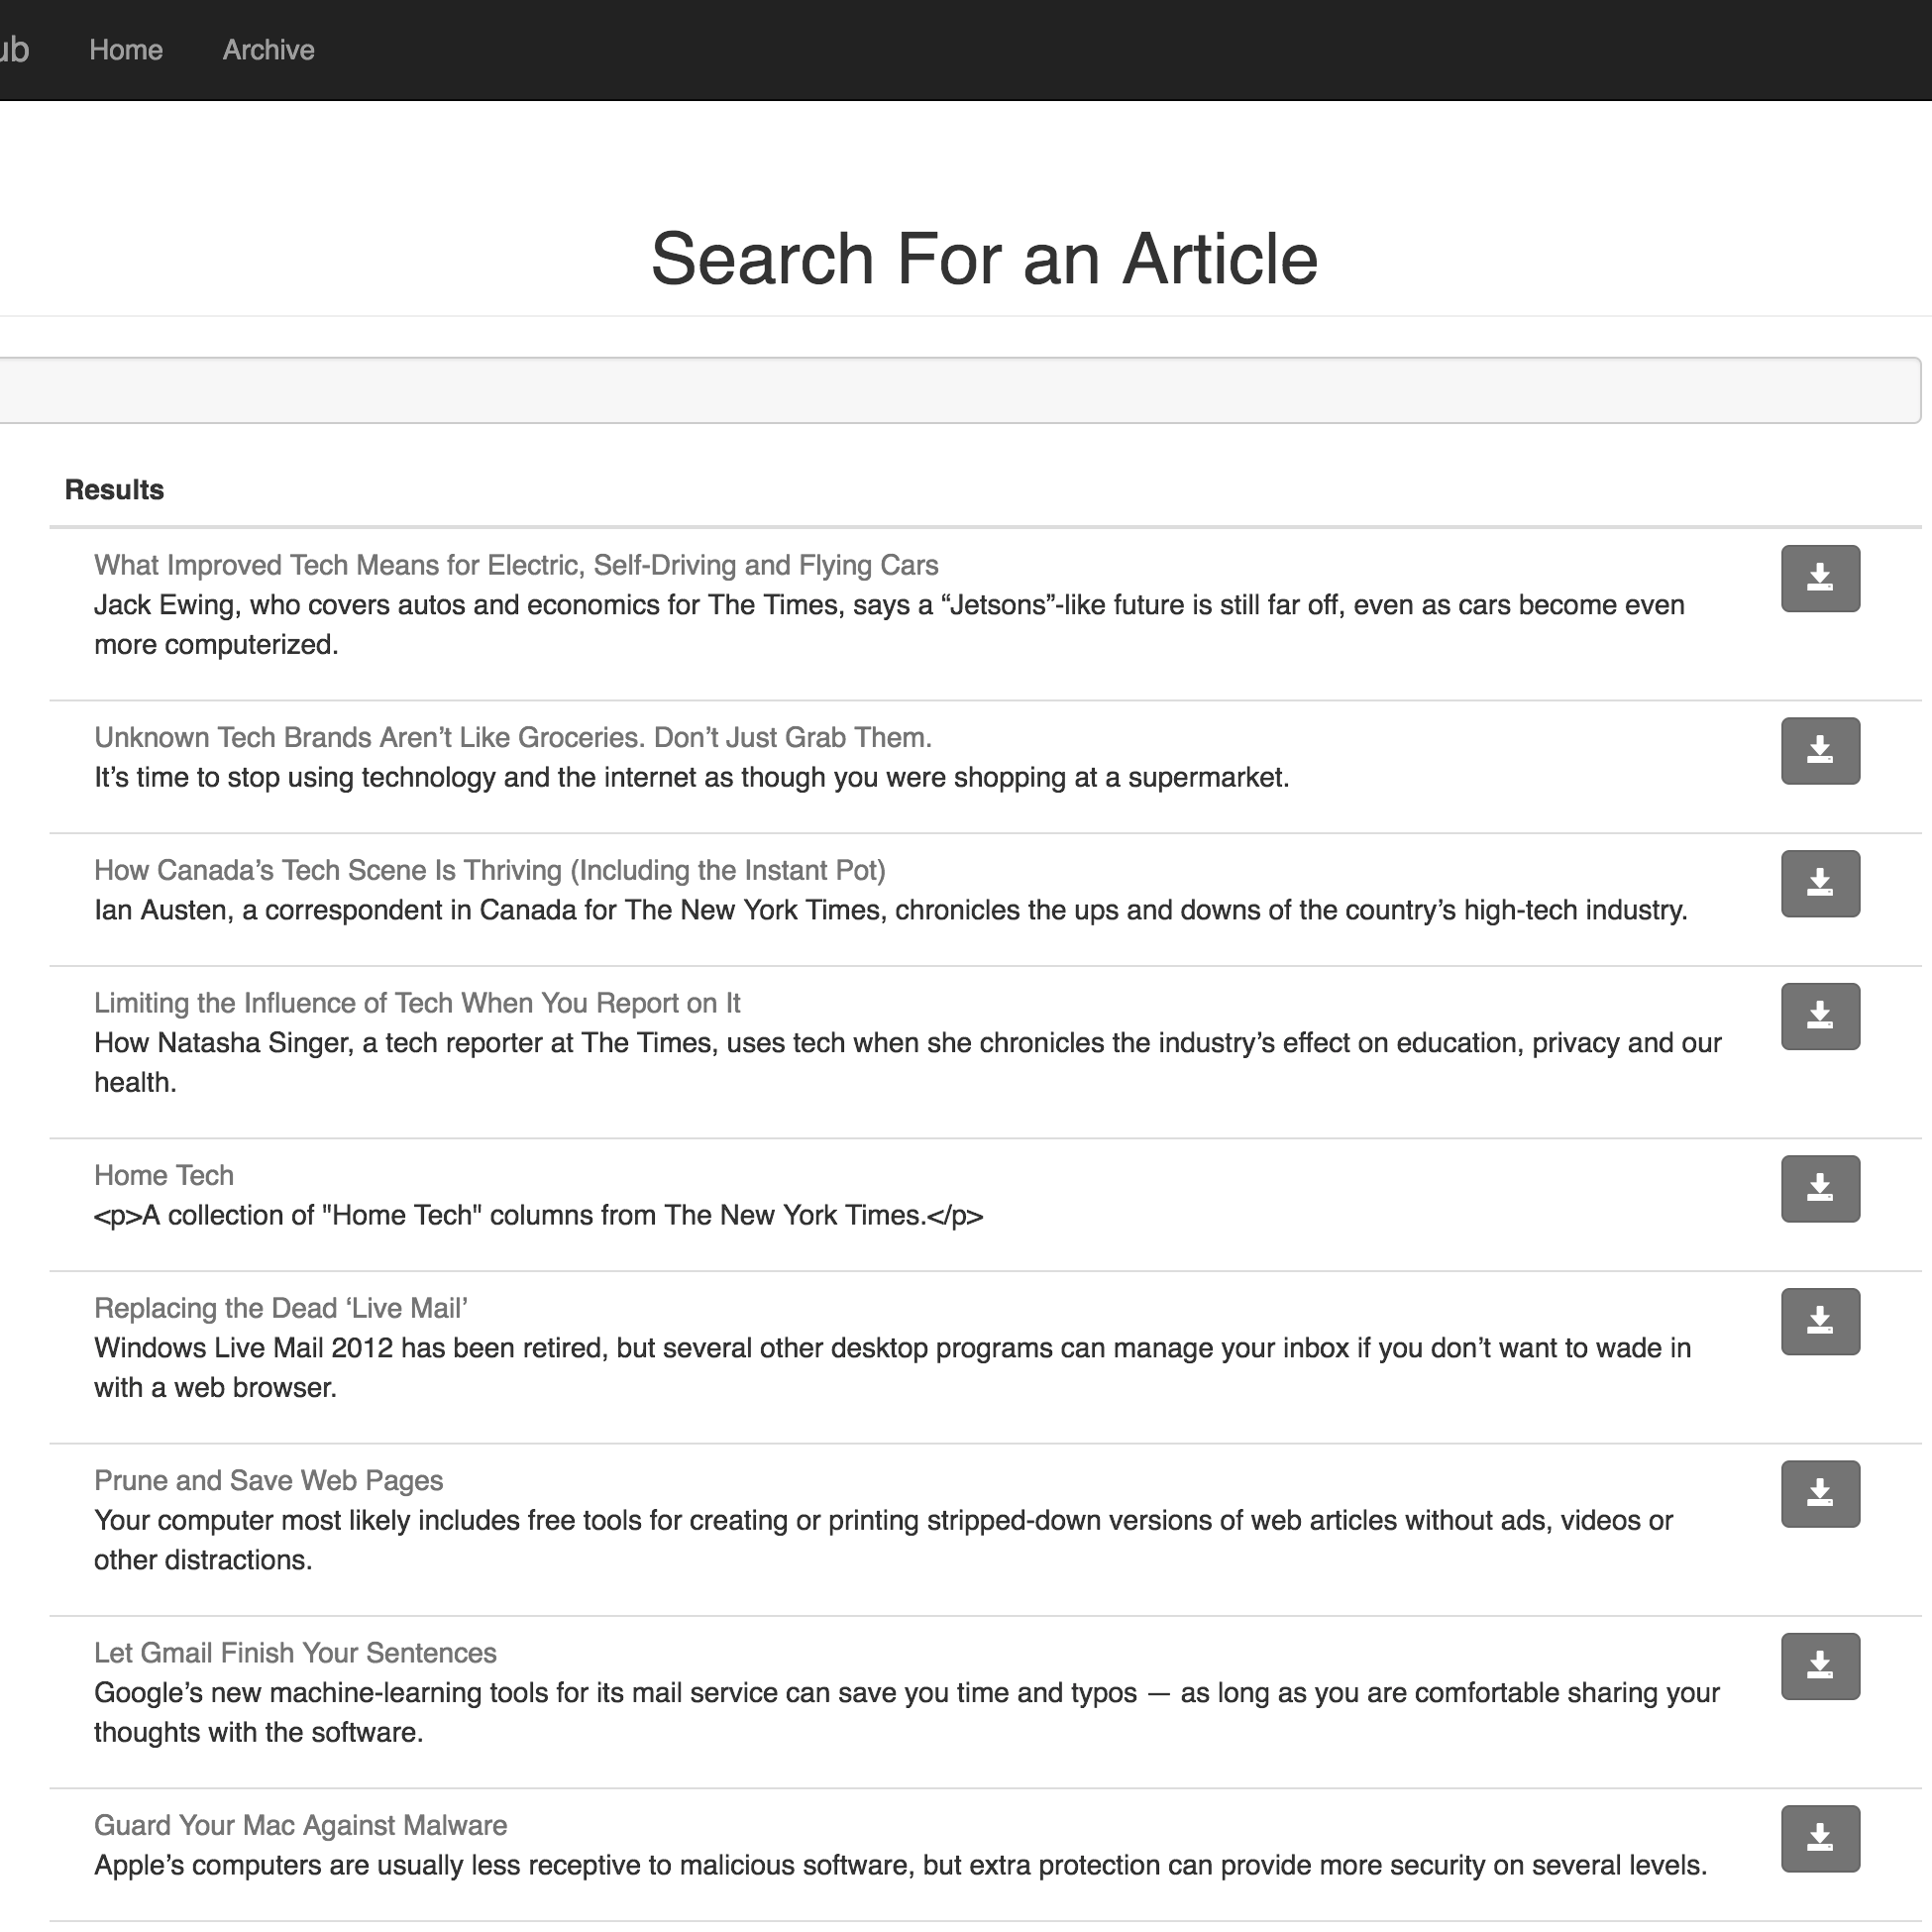 Home Archive
Search For an Article
Results
What Improved Tech Means for Electric, Self-Driving and Flying Cars
Jack Ewing, who covers autos and economics for The Times, says a “Jetsons”-like future is still far off, even as cars become even
more computerized.
Unknown Tech Brands Aren’t Like Groceries. Don’t Just Grab Them.
It’s time to stop using technology and the internet as though you were shopping at a supermarket.
How Canada’s Tech Scene Is Thriving (Including the Instant Pot)
Ian Austen, a correspondent in Canada for The New York Times, chronicles the ups and downs of the country’s high-tech industry.
Limiting the Influence of Tech When You Report on It
How Natasha Singer, a tech reporter at The Times, uses tech when she chronicles the industry’s effect on education, privacy and our
health.
Home Tech
<p>A collection of "Home Tech" columns from The New York Times.</p>
Replacing the Dead ‘Live Mail’
Windows Live Mail 2012 has been retired, but several other desktop programs can manage your inbox if you don’t want to wade in
with a web browser.
Prune and Save Web Pages
Your computer most likely includes free tools for creating or printing stripped-down versions of web articles without ads, videos or
other distractions.
Let Gmail Finish Your Sentences
Google’s new machine-learning tools for its mail service can save you time and typos — as long as you are comfortable sharing your
thoughts with the software.
Guard Your Mac Against Malware
Apple’s computers are usually less receptive to malicious software, but extra protection can provide more security on several levels.